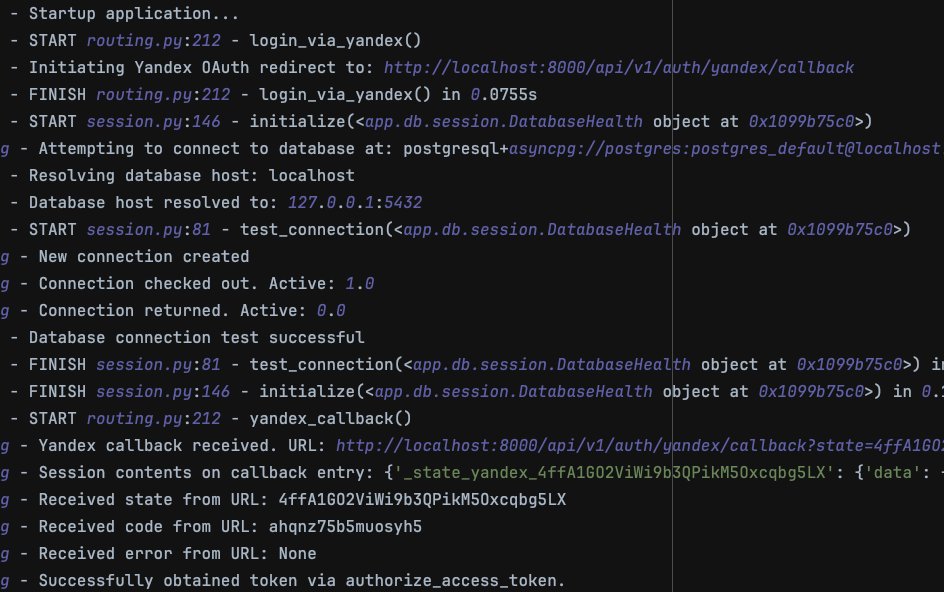 - Startup application...
- START routing.py:212 - login_via_yandex()
- Initiating Yandex OAuth redirect to: http://localhost:8000/api/v1/auth/yandex/callback
- FINISH routing.py:212 - login_via_yandex() in 0.0755s
- START session.py:146 - initialize(<app.db.session.DatabaseHealth object at 0x1099b75c0>)
g - Attempting to connect to database at: postgresql+asyncpg://postgres:postgres_default@localhost.
- Resolving database host: localhost
- Database host resolved to: 127.0.0.1:5432
- START session.py:81 - test_connection(<app.db.session.DatabaseHealth object at 0x1099b75c0>)
g - New connection created
g - Connection checked out. Active: 1.0
g - Connection returned. Active: 0.0
- Database connection test successful
- FINISH session.py:81 - test_connection(<app.db.session.DatabaseHealth object at 0x1099b75c0>) in
- FINISH session.py:146 - initialize(<app.db.session.DatabaseHealth object at 0x1099b75c0>) in 0.1
- START routing.py:212 - yandex_callback()
g - Yandex callback received. URL: http://localhost:8000/api/v1/auth/yandex/callback?state=4ffA1GO2
g - Session contents on callback entry: {'_state_yandex_4ffA1GO2ViWi9b3QPikM5Oxcqbg5LX': {'data': {
g - Received state from URL: 4ffA1GO2ViWi9b3QPikM5Oxcqbg5LX
g - Received code from URL: ahqnz75b5muosyh5
g - Received error from URL: None
g - Successfully obtained token via authorize_access_token.